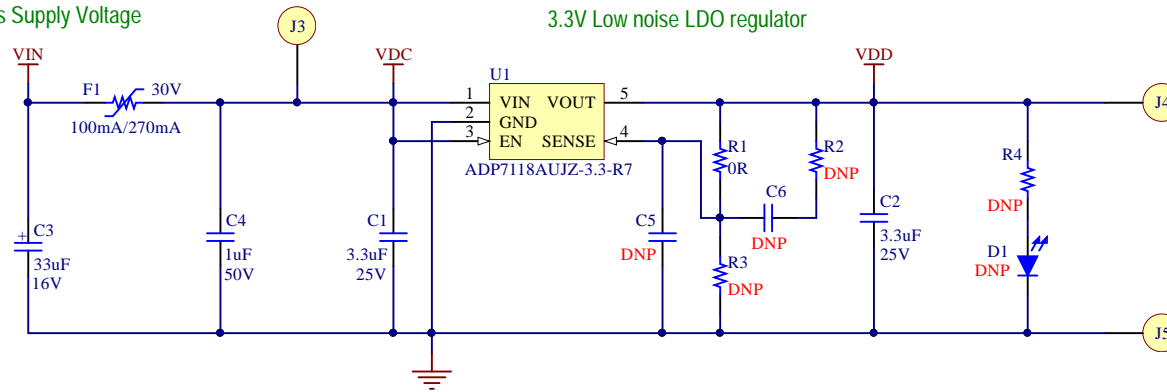 s Supply Voltage
3.3V Low noise LDO regulator
J3
VIN
VDC
VDD
F1
30V
100mA/270mA
U1
1
2
3
VIN
GND
EN
VOUT
SENSE
5
4
ADP7118AUJZ-3.3-R7
J4
R1
0R
R2
DNP
R4
DNP
C3
+
33uF
16V
C4
1uF
50V
C1
3.3uF
25V
C5
DNP
C6
DNP
R3
DNP
C2
3.3uF
25V
D1
DNP
J5